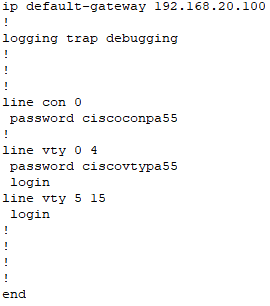 ip default-gateway 192.168.20.100
!
logging trap debugging
!
!
!
line con 0
 password ciscoconpa55
!
line vty 0 4
 password ciscovtypa55
 login
line vty 5 15
 login
!
!
!
!
end